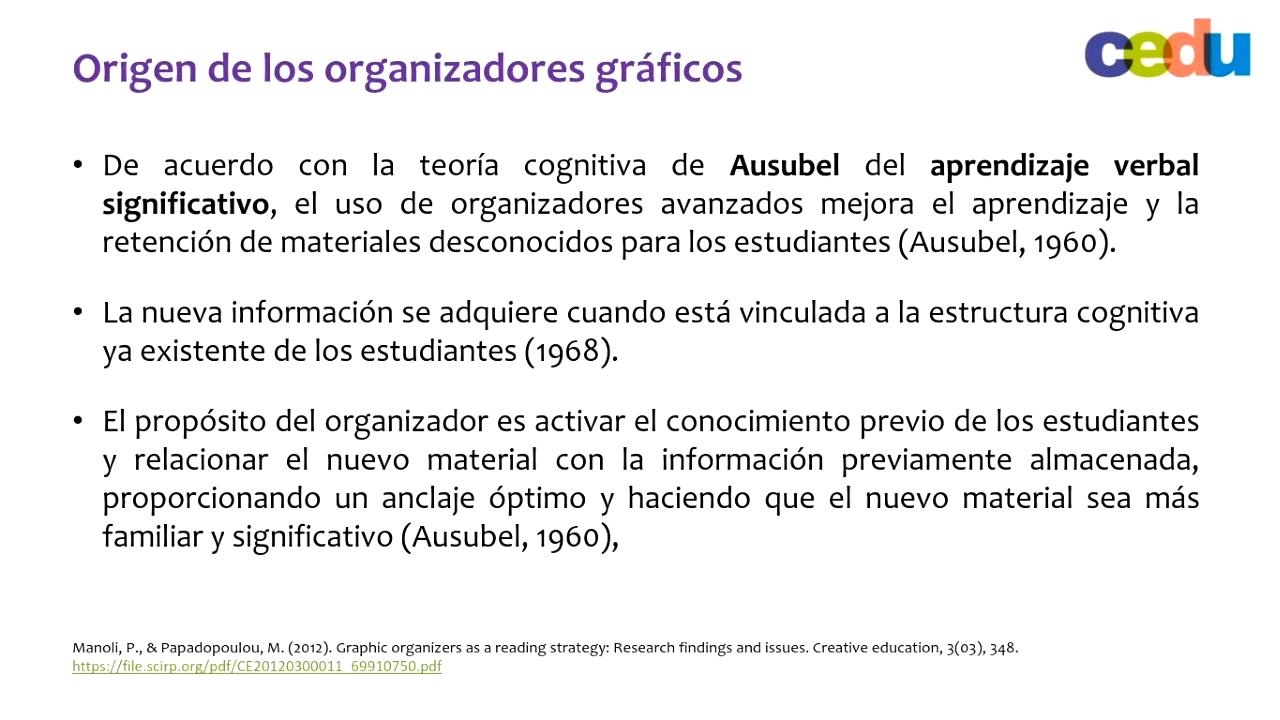 Origen de los organizadores gráficos
cedu
• De acuerdo con la teoría cognitiva de Ausubel del aprendizaje verbal
significativo, el uso de organizadores avanzados mejora el aprendizaje y la
retención de materiales desconocidos para los estudiantes (Ausubel, 1960).
• La nueva información se adquiere cuando está vinculada a la estructura cognitiva
ya existente de los estudiantes (1968).
• El propósito del organizador es activar el conocimiento previo de los estudiantes
y relacionar el nuevo material con la información previamente almacenada,
proporcionando un anclaje óptimo y haciendo que el nuevo material sea más
familiar y significativo (Ausubel, 1960),
Manoli, P., & Papadopoulou, M. (2012). Graphic organizers as a reading strategy: Research findings and issues. Creative education, 3(03), 348.
https://file.scirp.org/pdf/CE20120300011_69910750.pdf